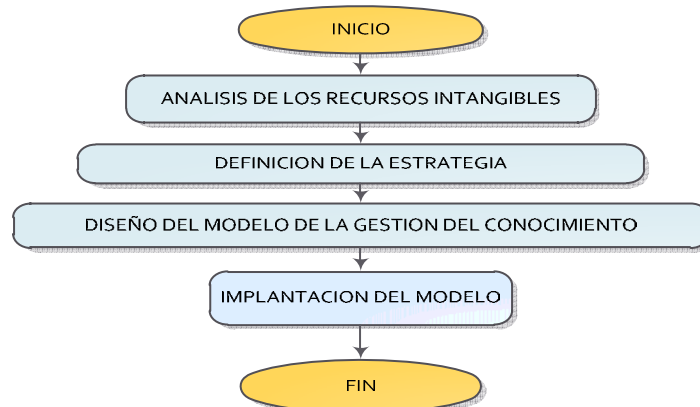 INICIO
ANALISIS DE LOS RECURSOS INTANGIBLES
DEFINICION DE LA ESTRATEGIA
DISEÑO DEL MODELO DE LA GESTION DEL CONOCIMIENTO
IMPLANTACION DEL MODELO
FIN